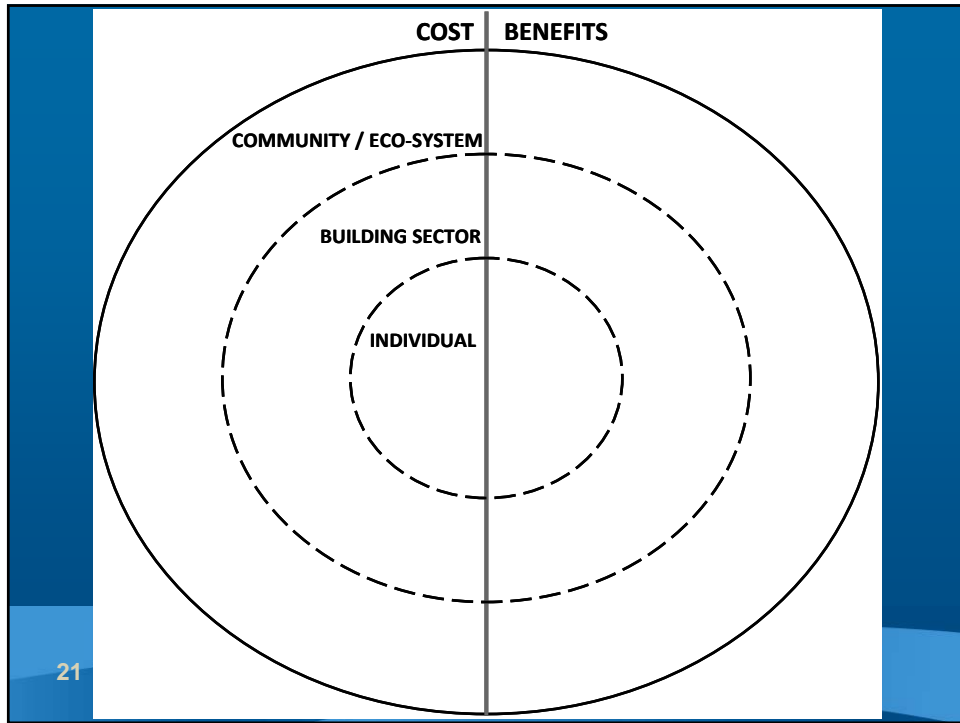 COST BENEFITS
COMMUNITY / ECO-SYSTEM
BUILDING SECTOR
INDIVIDUAL
21